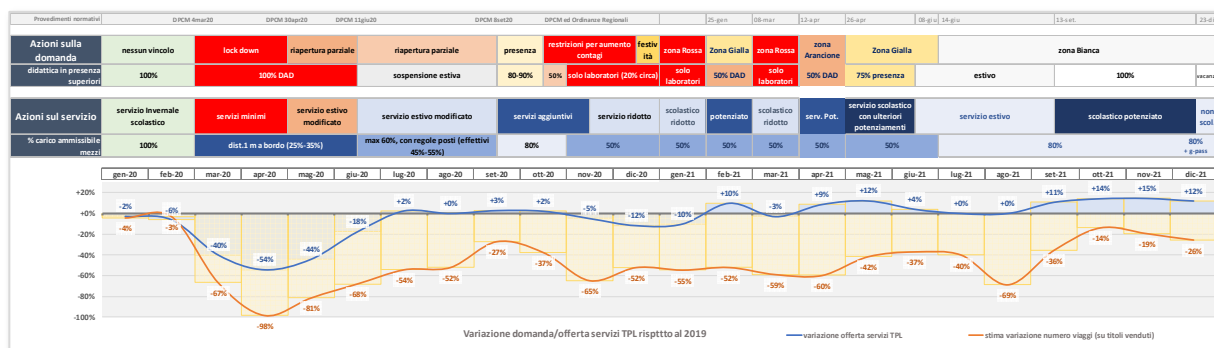 Provedimenti normativi DPCM 4mar20 DPCM 30apr20 DPCM 11giu20 DPCM 8set20 DPCM ed Ordinanze Regionali 25-gen 08-mar 12-apr 26-apr 08-giu 14-giu 13-set. 23-di
Azioni sulla domanda
nessun vincolo
lock down
riapertura parziale
riapertura parziale
presenza
restrizioni per aumento contagi
festiv ità
zona Rossa
Zona Gialla
zona Rossa
zona Arancione
Zona Gialla
zona Bianca
didattica in presenza superiori
100%
100% DAD
sospensione estiva
80-90%
50%
solo laboratori (20% circa)
solo laboratori
50% DAD
solo laboratori
50% DAD
75% presenza
estivo
100%
vacanz
Azioni sul servizio
servizio Invernale scolastico
servizi minimi
servizio estivo modificato
servizio estivo modificato
servizi aggiuntivi
servizio ridotto
scolastico ridotto
potenziato
scolastico ridotto
serv. Pot.
servizio scolastico con ulteriori potenziamenti
servizio estivo
scolastico potenziato
non scol.
% carico ammissibile mezzi
100%
dist.1 m a bordo (25%-35%)
max 60%, con regole posti (effettivi 45%-55%)
80%
50%
50%
50%
50%
50%
50%
80%
80% + g-pass
gen-20 feb-20 mar-20 apr-20 mag-20 giu-20 lug-20 ago-20 set-20 ott-20 nov-20 dic-20 gen-21 feb-21 mar-21 apr-21 mag-21 giu-21 lug-21 ago-21 set-21 ott-21 nov-21 dic-21
+20%
+0%
-20%
-40%
-60%
-80%
-100%
-2% -6% -40% -54% -44% -18% +2% +0% +3% +2% -5% -12% -10% +10% -3% +9% +12% +4% +0% +0% +11% +14% +15% +12%
-4% -3% -67% -98% -81% -68% -54% -52% -27% -37% -65% -52% -55% -52% -59% -60% -42% -37% -40% -69% -36% -14% -19% -26%
Variazione domanda/offerta servizi TPL rispttto al 2019
variazione offerta servizi TPL
stima variazione numero viaggi (su titoli venduti)